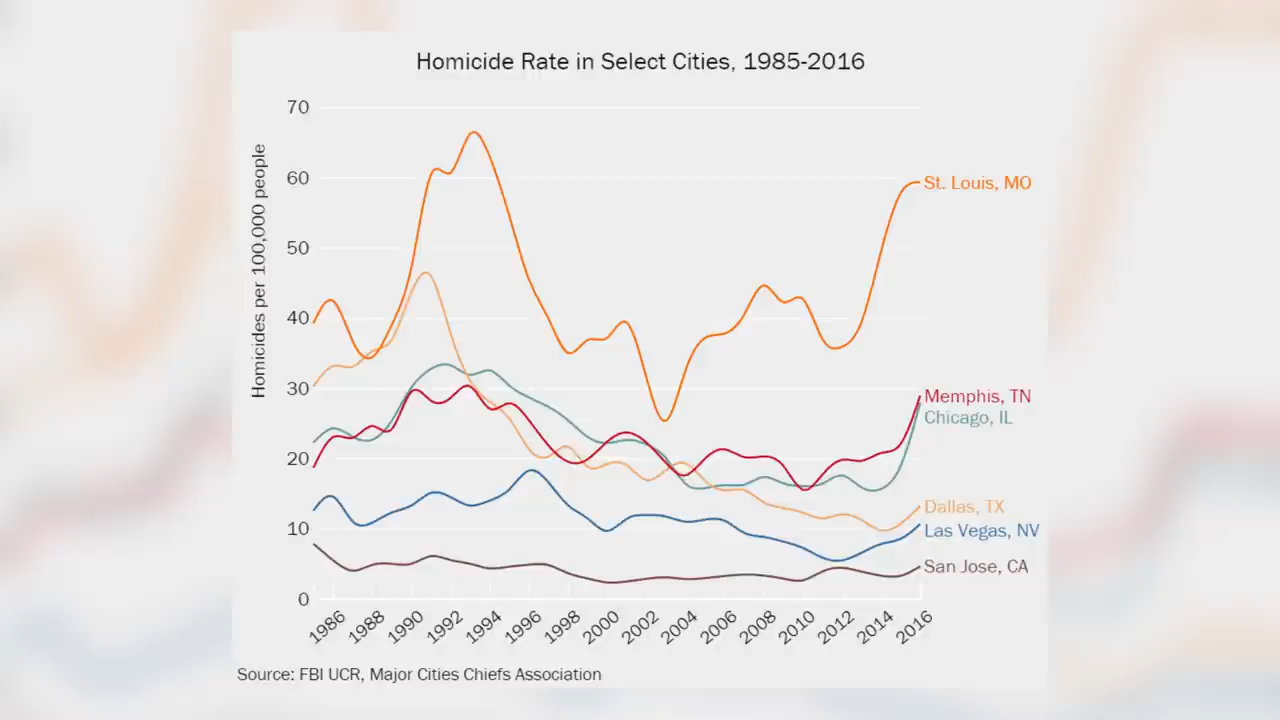 Homicide Rate in Select Cities, 1985-2016
Homicides per 100,000 people
70
60
50
40
30
20
10
0
St. Louis, MO
Memphis, TN
Chicago, IL
Dallas, TX
Las Vegas, NV
San Jose, CA
1986
1988
1990
1992
1994
1996
1998
2000
2002
2004
2006
2008
2010
2012
2014
2016
Source: FBI UCR, Major Cities Chiefs Association